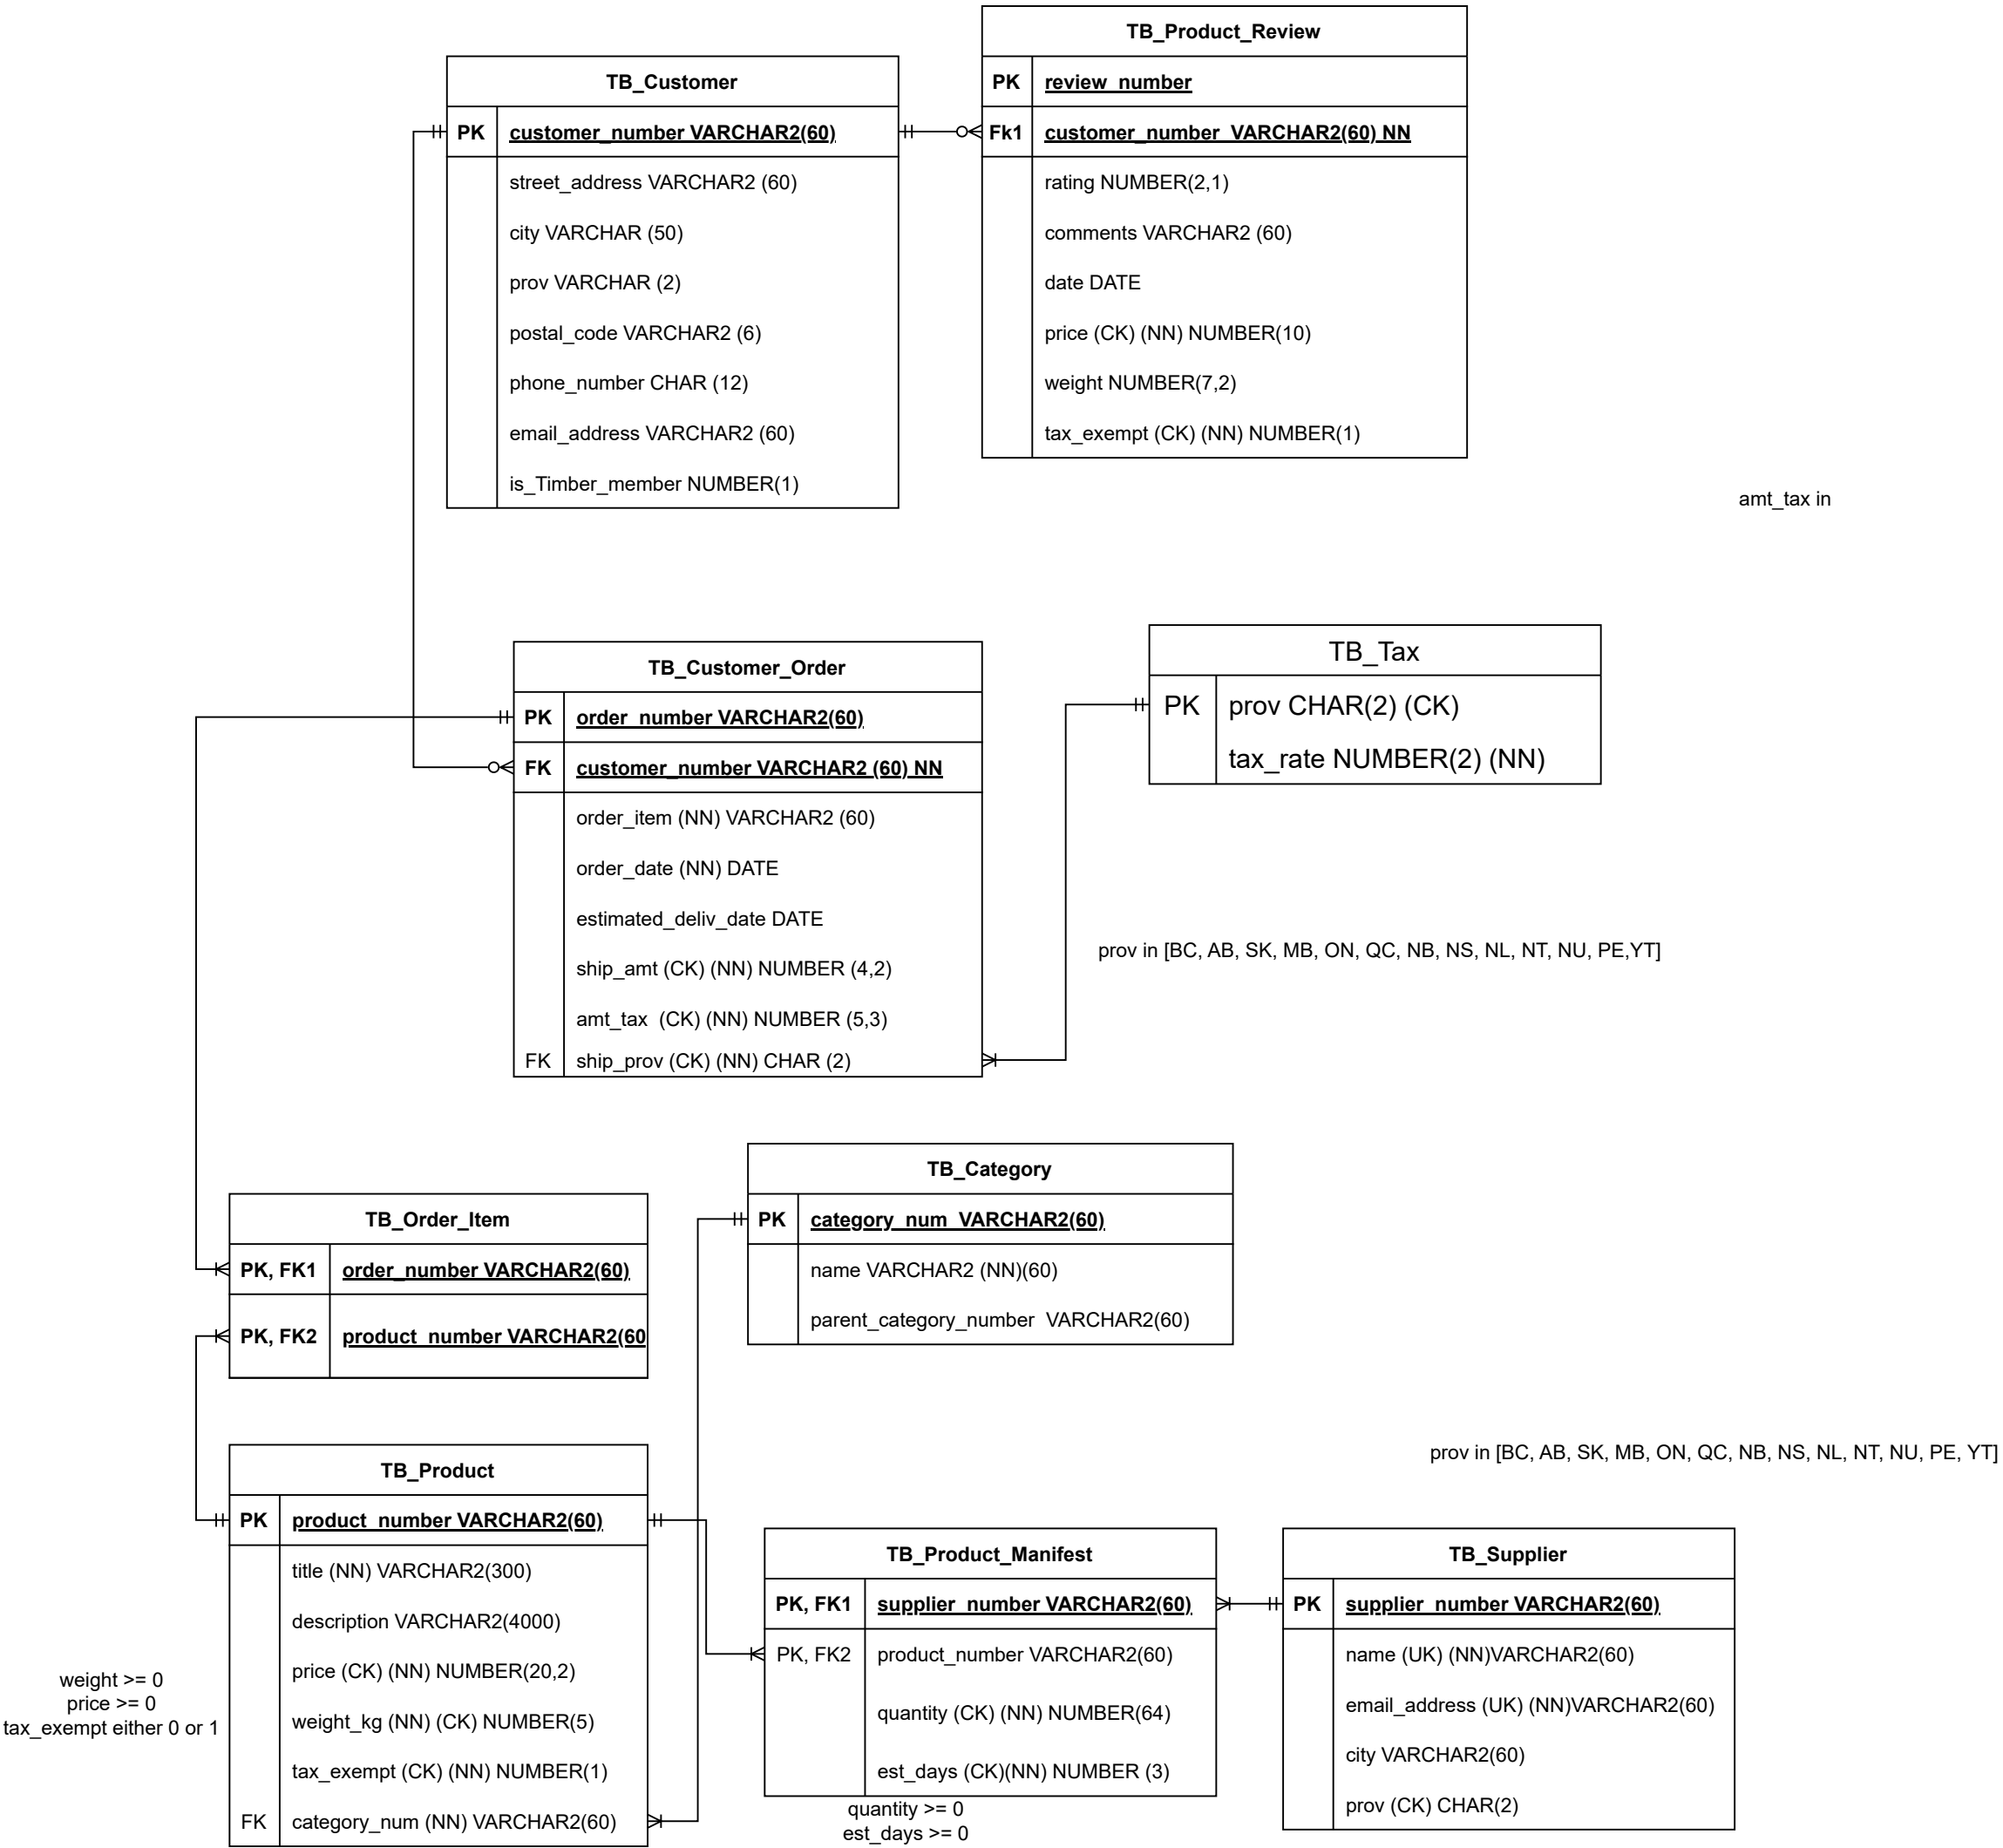 TB_Product_Review
PK review_number
Fk1 customer_number VARCHAR2(60) NN
rating NUMBER(2,1)
comments VARCHAR2 (60)
date DATE
price (CK) (NN) NUMBER(10)
weight NUMBER(7,2)
tax_exempt (CK) (NN) NUMBER(1)
TB_Customer
PK customer_number VARCHAR2(60)
street_address VARCHAR2 (60)
city VARCHAR (50)
prov VARCHAR (2)
postal_code VARCHAR2 (6)
phone_number CHAR (12)
email_address VARCHAR2 (60)
is_Timber_member NUMBER(1)
amt_tax in
TB_Customer_Order
PK order_number VARCHAR2(60)
FK customer_number VARCHAR2 (60) NN
order_item (NN) VARCHAR2 (60)
order_date (NN) DATE
estimated_deliv_date DATE
ship_amt (CK) (NN) NUMBER (4,2)
amt_tax (CK) (NN) NUMBER (5,3)
FK ship_prov (CK) (NN) CHAR (2)
TB_Tax
PK prov CHAR(2) (CK)
tax_rate NUMBER(2) (NN)
prov in [BC, AB, SK, MB, ON, QC, NB, NS, NL, NT, NU, PE,YT]
TB_Category
PK category_num VARCHAR2(60)
name VARCHAR2 (NN)(60)
parent_category_number VARCHAR2(60)
TB_Order_Item
PK, FK1 order_number VARCHAR2(60)
PK, FK2 product_number VARCHAR2(60
TB_Product
PK product_number VARCHAR2(60)
title (NN) VARCHAR2(300)
description VARCHAR2(4000)
price (CK) (NN) NUMBER(20,2)
weight_kg (NN) (CK) NUMBER(5)
tax_exempt (CK) (NN) NUMBER(1)
FK category_num (NN) VARCHAR2(60)
weight >= 0
price >= 0
tax_exempt either 0 or 1
prov in [BC, AB, SK, MB, ON, QC, NB, NS, NL, NT, NU, PE, YT]
TB_Product_Manifest
PK, FK1 supplier_number VARCHAR2(60)
PK, FK2 product_number VARCHAR2(60)
quantity (CK) (NN) NUMBER(64)
est_days (CK)(NN) NUMBER (3)
quantity >= 0
est_days >= 0
TB_Supplier
PK supplier_number VARCHAR2(60)
name (UK) (NN)VARCHAR2(60)
email_address (UK) (NN)VARCHAR2(60)
city VARCHAR2(60)
prov (CK) CHAR(2)